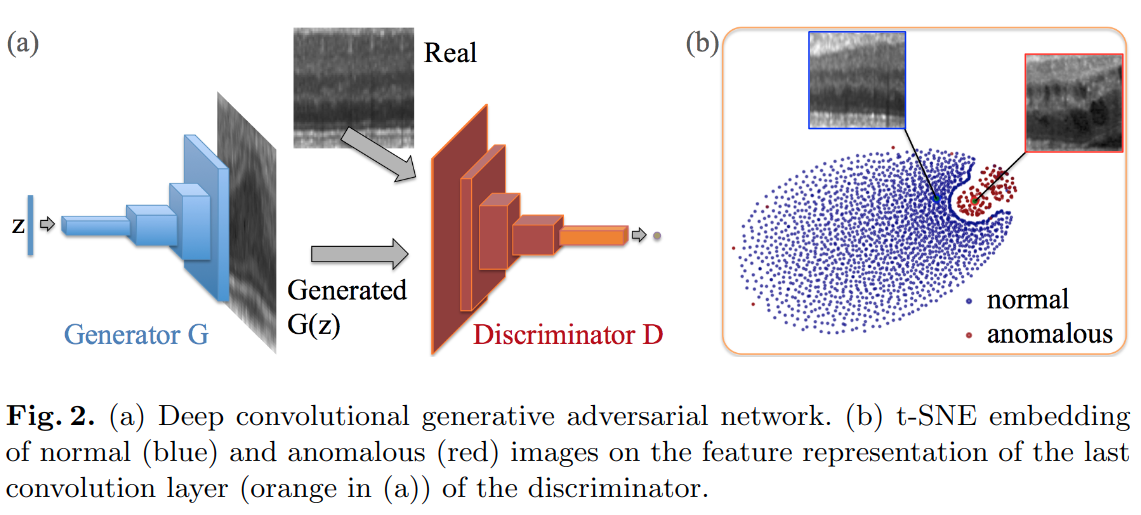 (a)
Real
z
Generated
G(z)
Generator G
Discriminator D
(b)
normal
anomalous
Fig. 2. (a) Deep convolutional generative adversarial network. (b) t-SNE embedding
of normal (blue) and anomalous (red) images on the feature representation of the last
convolution layer (orange in (a)) of the discriminator.